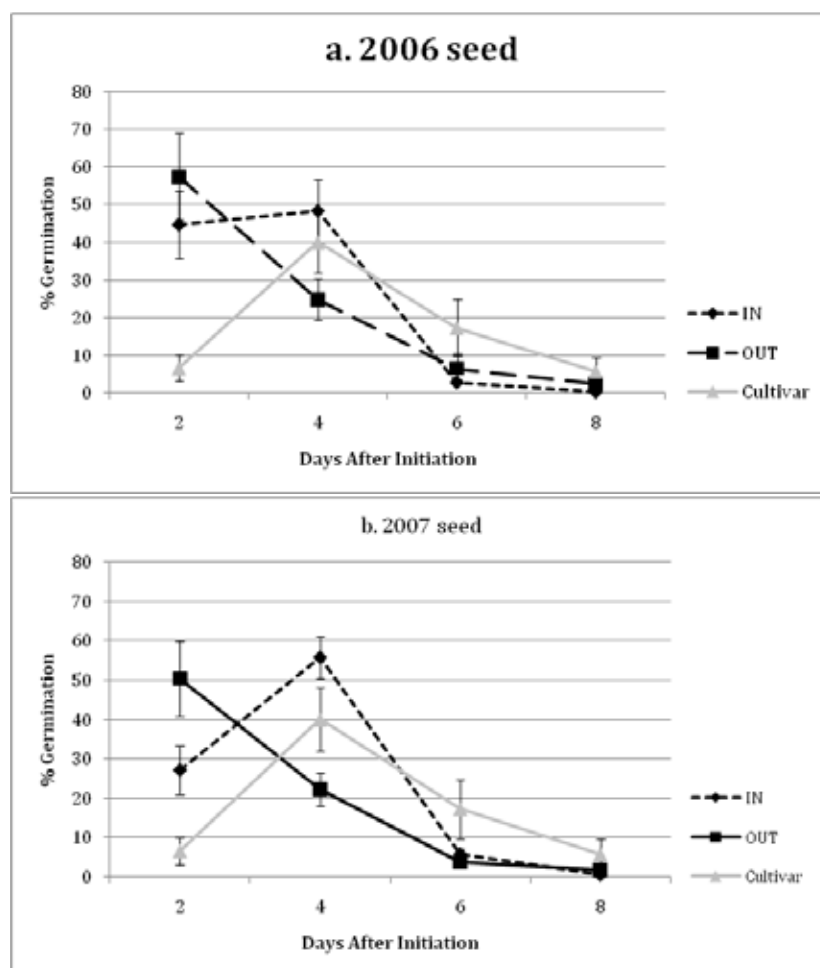 a. 2006 seed
80
70
60
50
40
30
20
10
0
% Germination
2 4 6 8
Days After Initiation
IN
OUT
Cultivar
b. 2007 seed
80
70
60
50
40
30
20
10
0
% Germination
2 4 6 8
Days After Initiation
IN
OUT
Cultivar